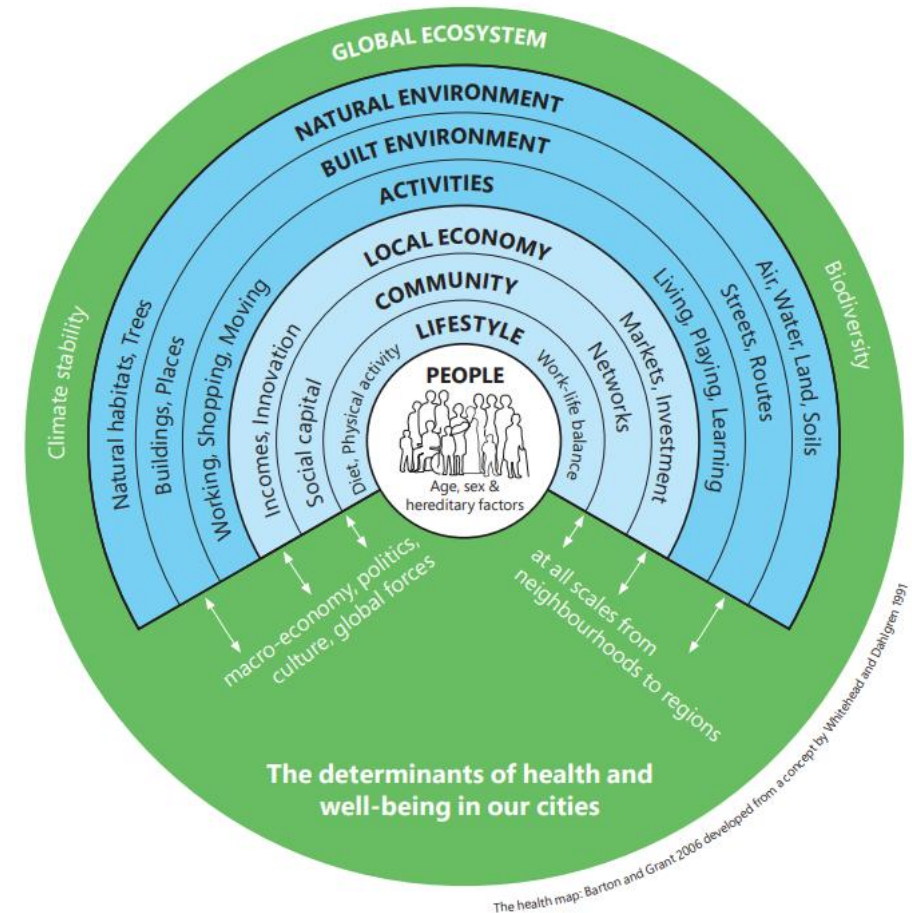 GLOBAL ECOSYSTEM
NATURAL ENVIRONMENT
BUILT ENVIRONMENT
ACTIVITIES
LOCAL ECONOMY
COMMUNITY
LIFESTYLE
PEOPLE
Age, sex &
hereditary factors
Climate stability
Natural habitats, Trees
Buildings, Places
Working, Shopping, Moving
Incomes, Innovation
Social capital
Diet, Physical activity
Work-life balance
Networks
Markets, Investment
Living, Playing, Learning
Streets, Routes
Air, Water, Land, Soils
Biodiversity
macro-economy, politics,
culture, global forces
at all scales from
neighbourhoods to regions
The determinants of health and
well-being in our cities
The health map: Barton and Grant 2006 developed from a concept by Whitehead and Dahlgren 1991